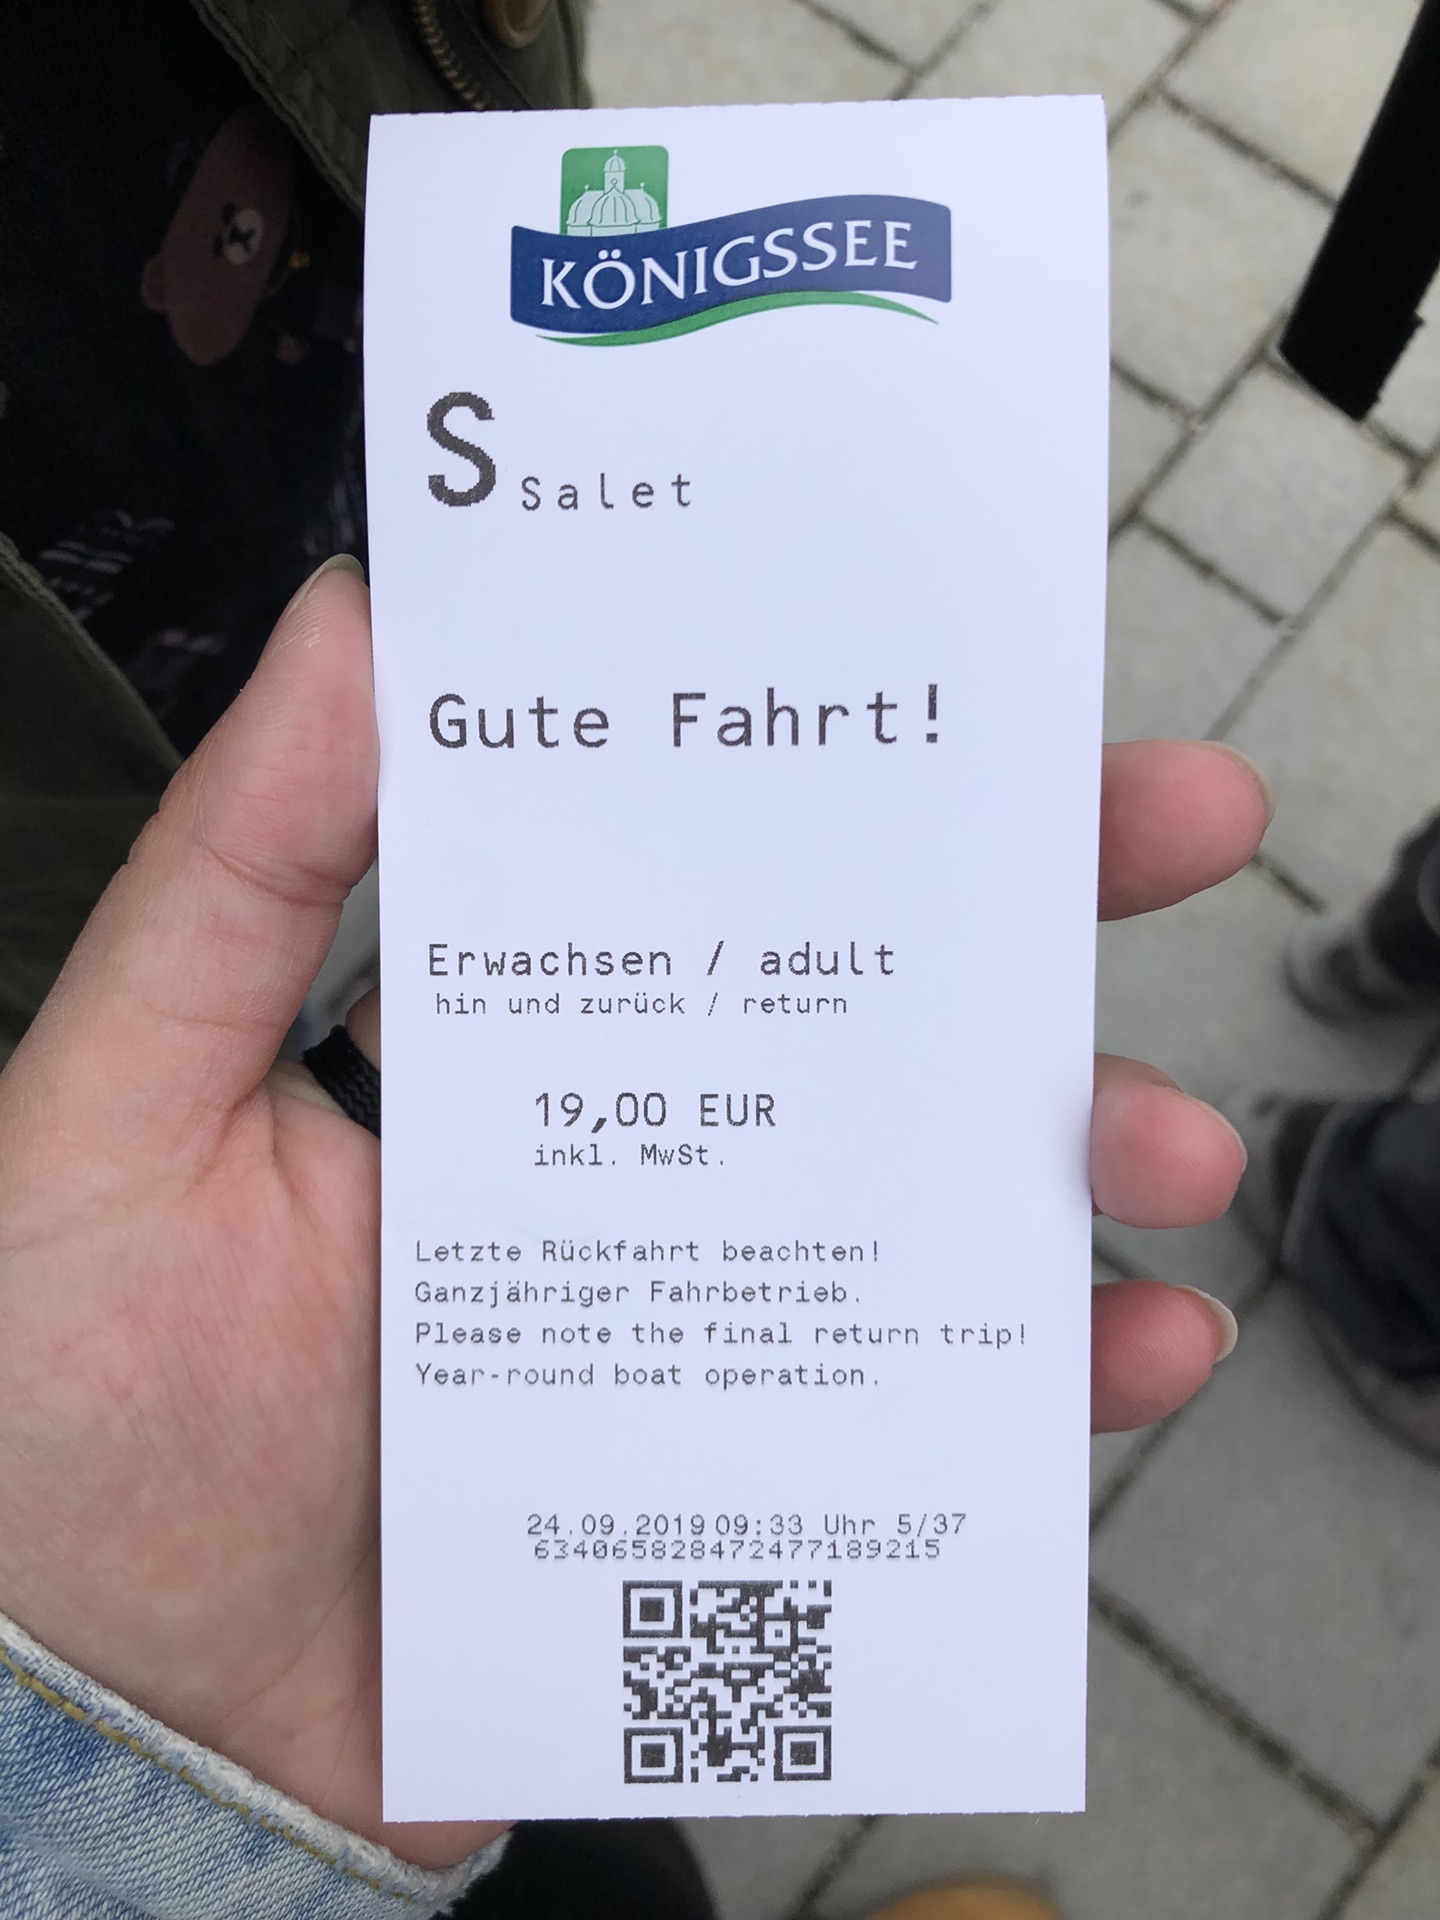 KÖNIGSSEE
S Salet
Gute Fahrt!
Erwachsen / adult
hin und zurück / return
19,00 EUR
inkl. MwSt.
Letzte Rückfahrt beachten!
Ganzjähriger Fahrbetrieb.
Please note the final return trip!
Year-round boat operation.
24.09.2019 09:33 Uhr 5/37
634065828472477189215